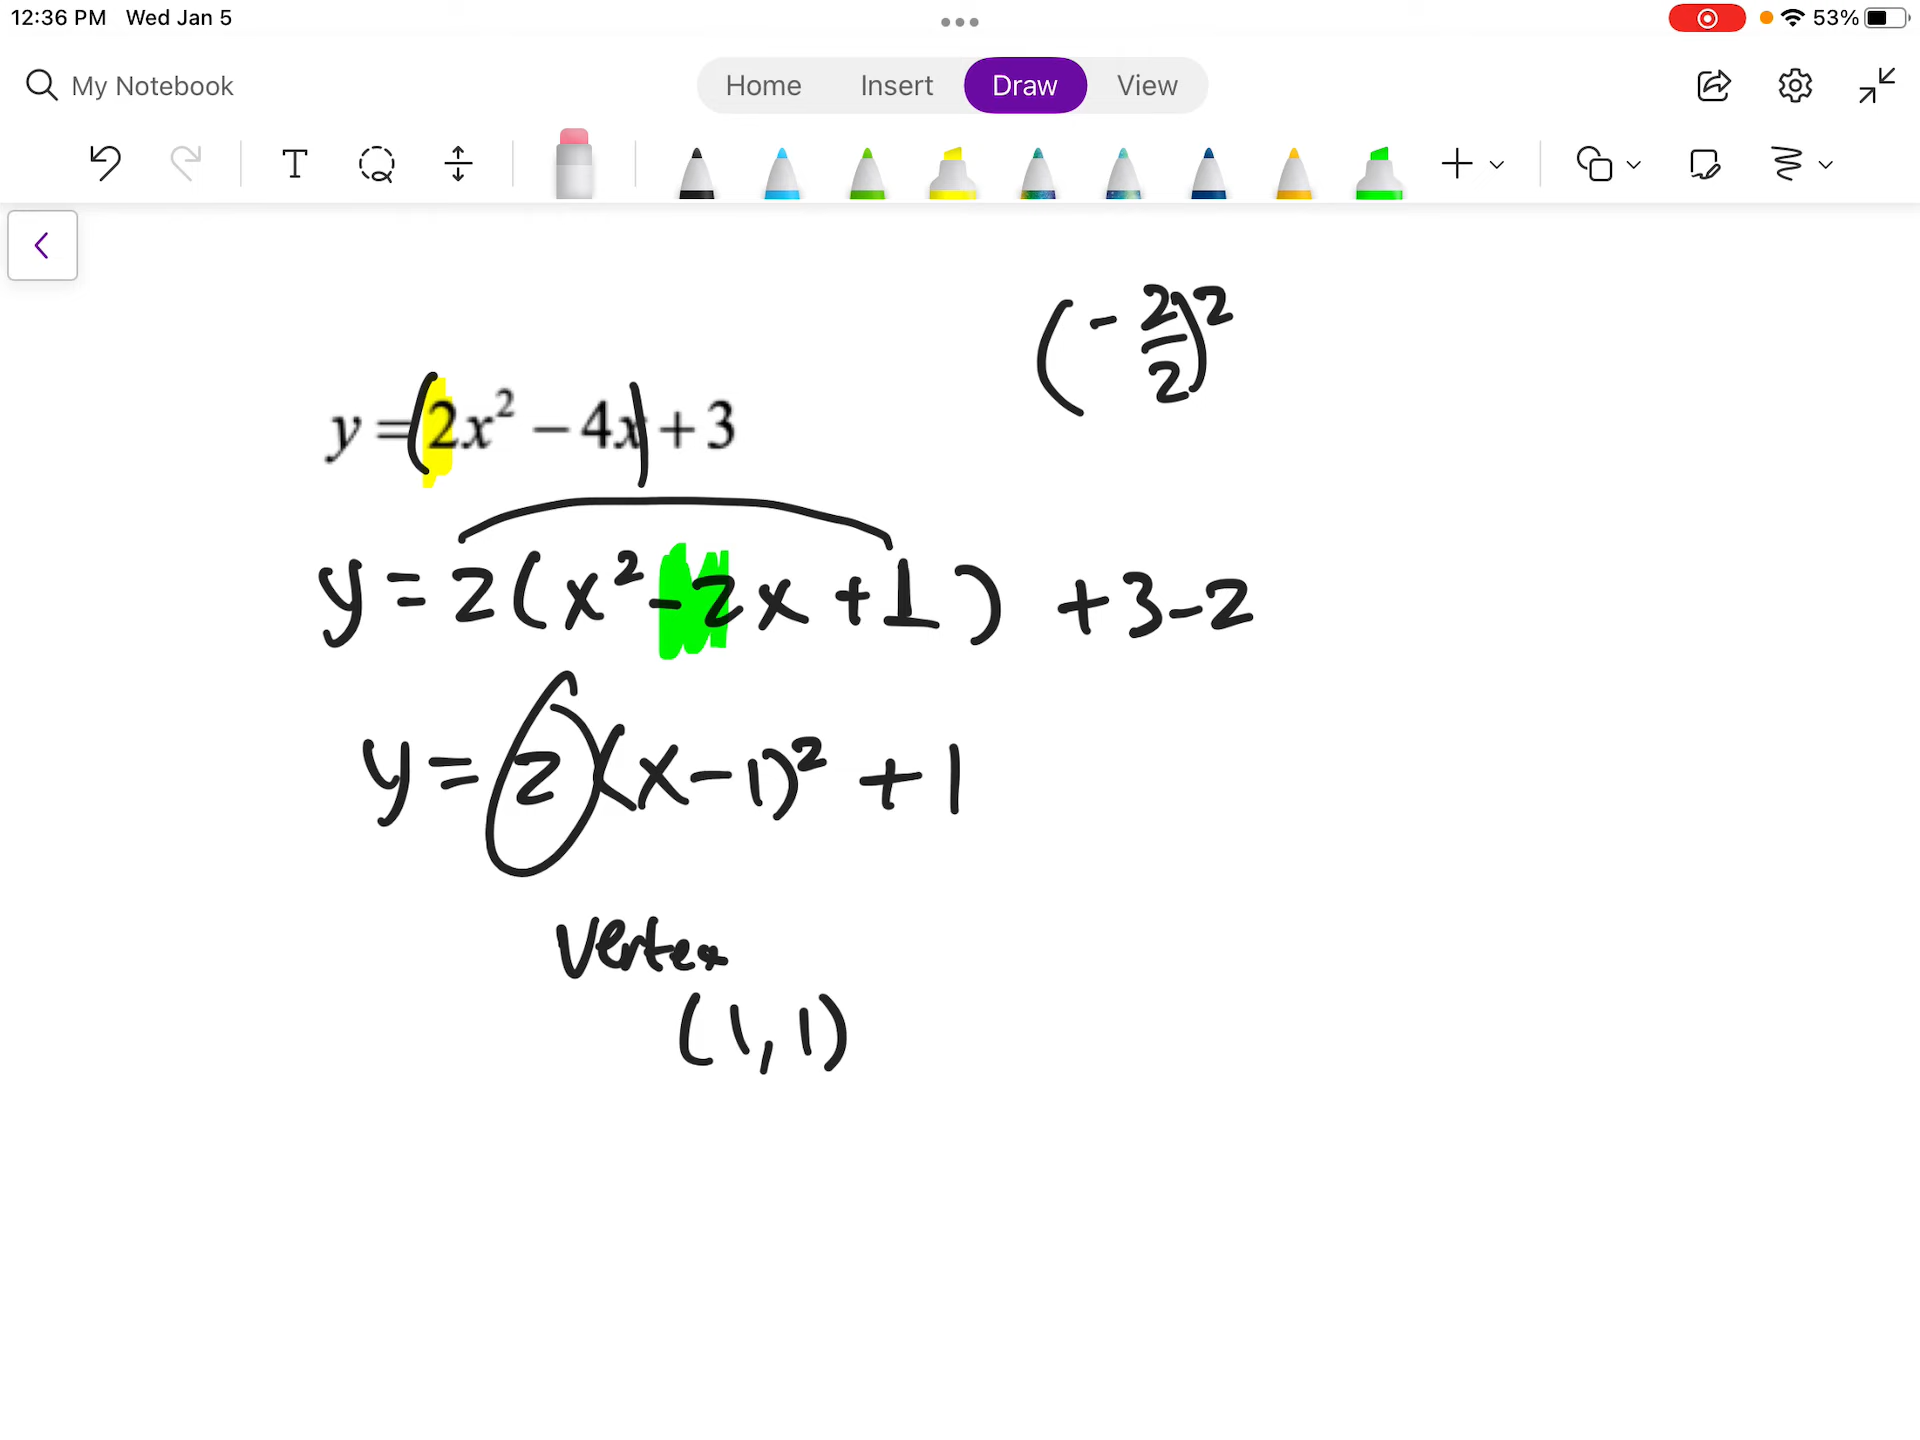 12:36 PM Wed Jan 5
53%
My Notebook
Home Insert Draw View
T
(-2/2)²
y = (2x² − 4x) + 3
y = 2(x² - 2x + 1) + 3 - 2
y = 2(x - 1)² + 1
Vertex
(1, 1)